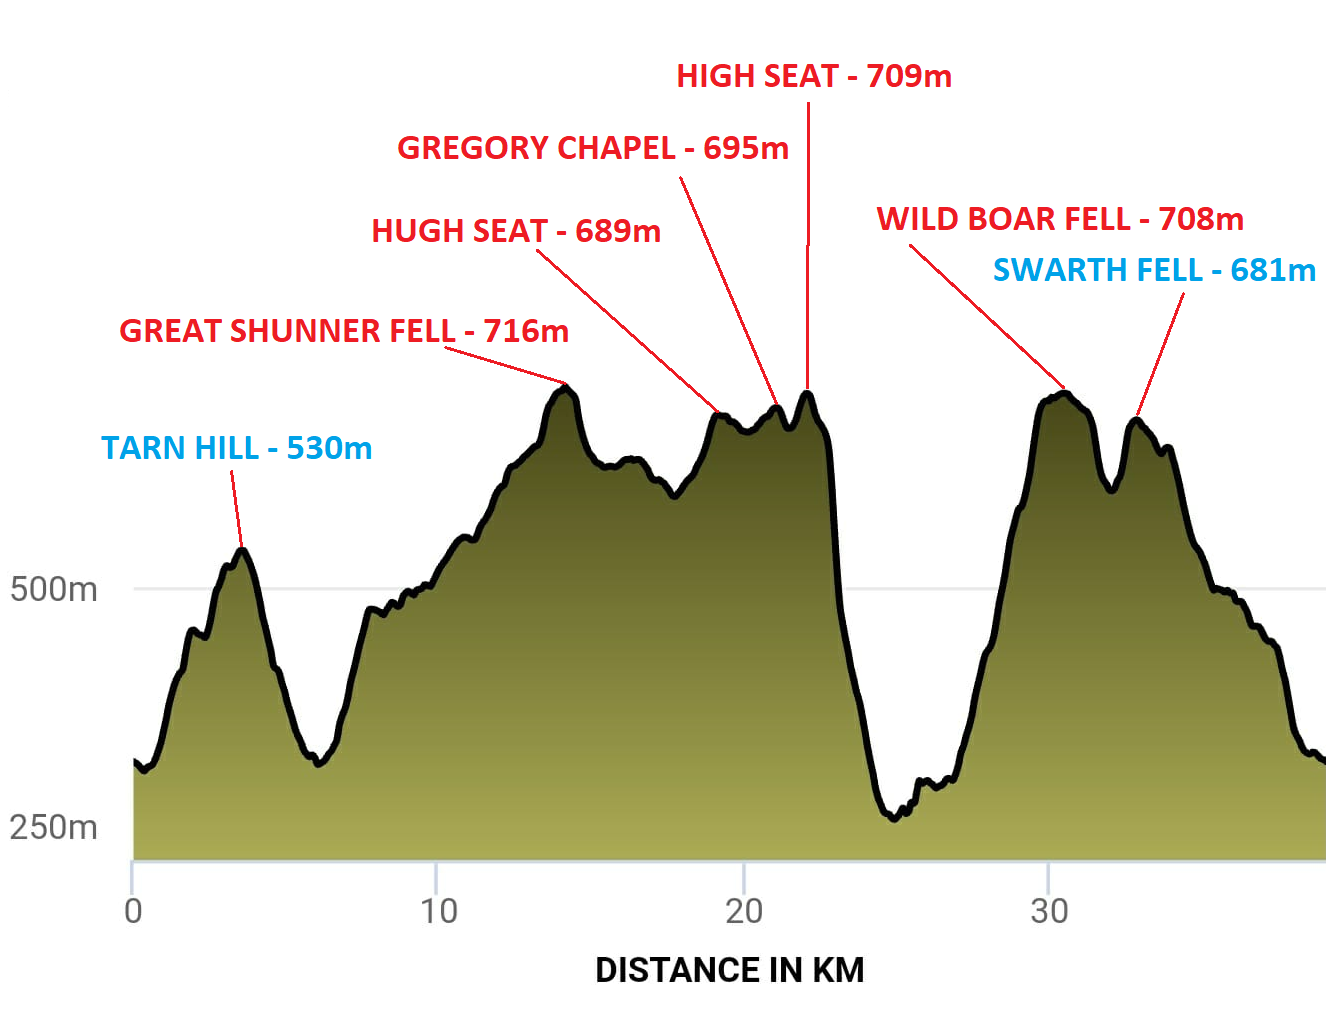 HIGH SEAT - 709m
GREGORY CHAPEL - 695m
HUGH SEAT - 689m
WILD BOAR FELL - 708m
SWARTH FELL - 681m
GREAT SHUNNER FELL - 716m
TARN HILL - 530m
500m
250m
0 10 20 30
DISTANCE IN KM